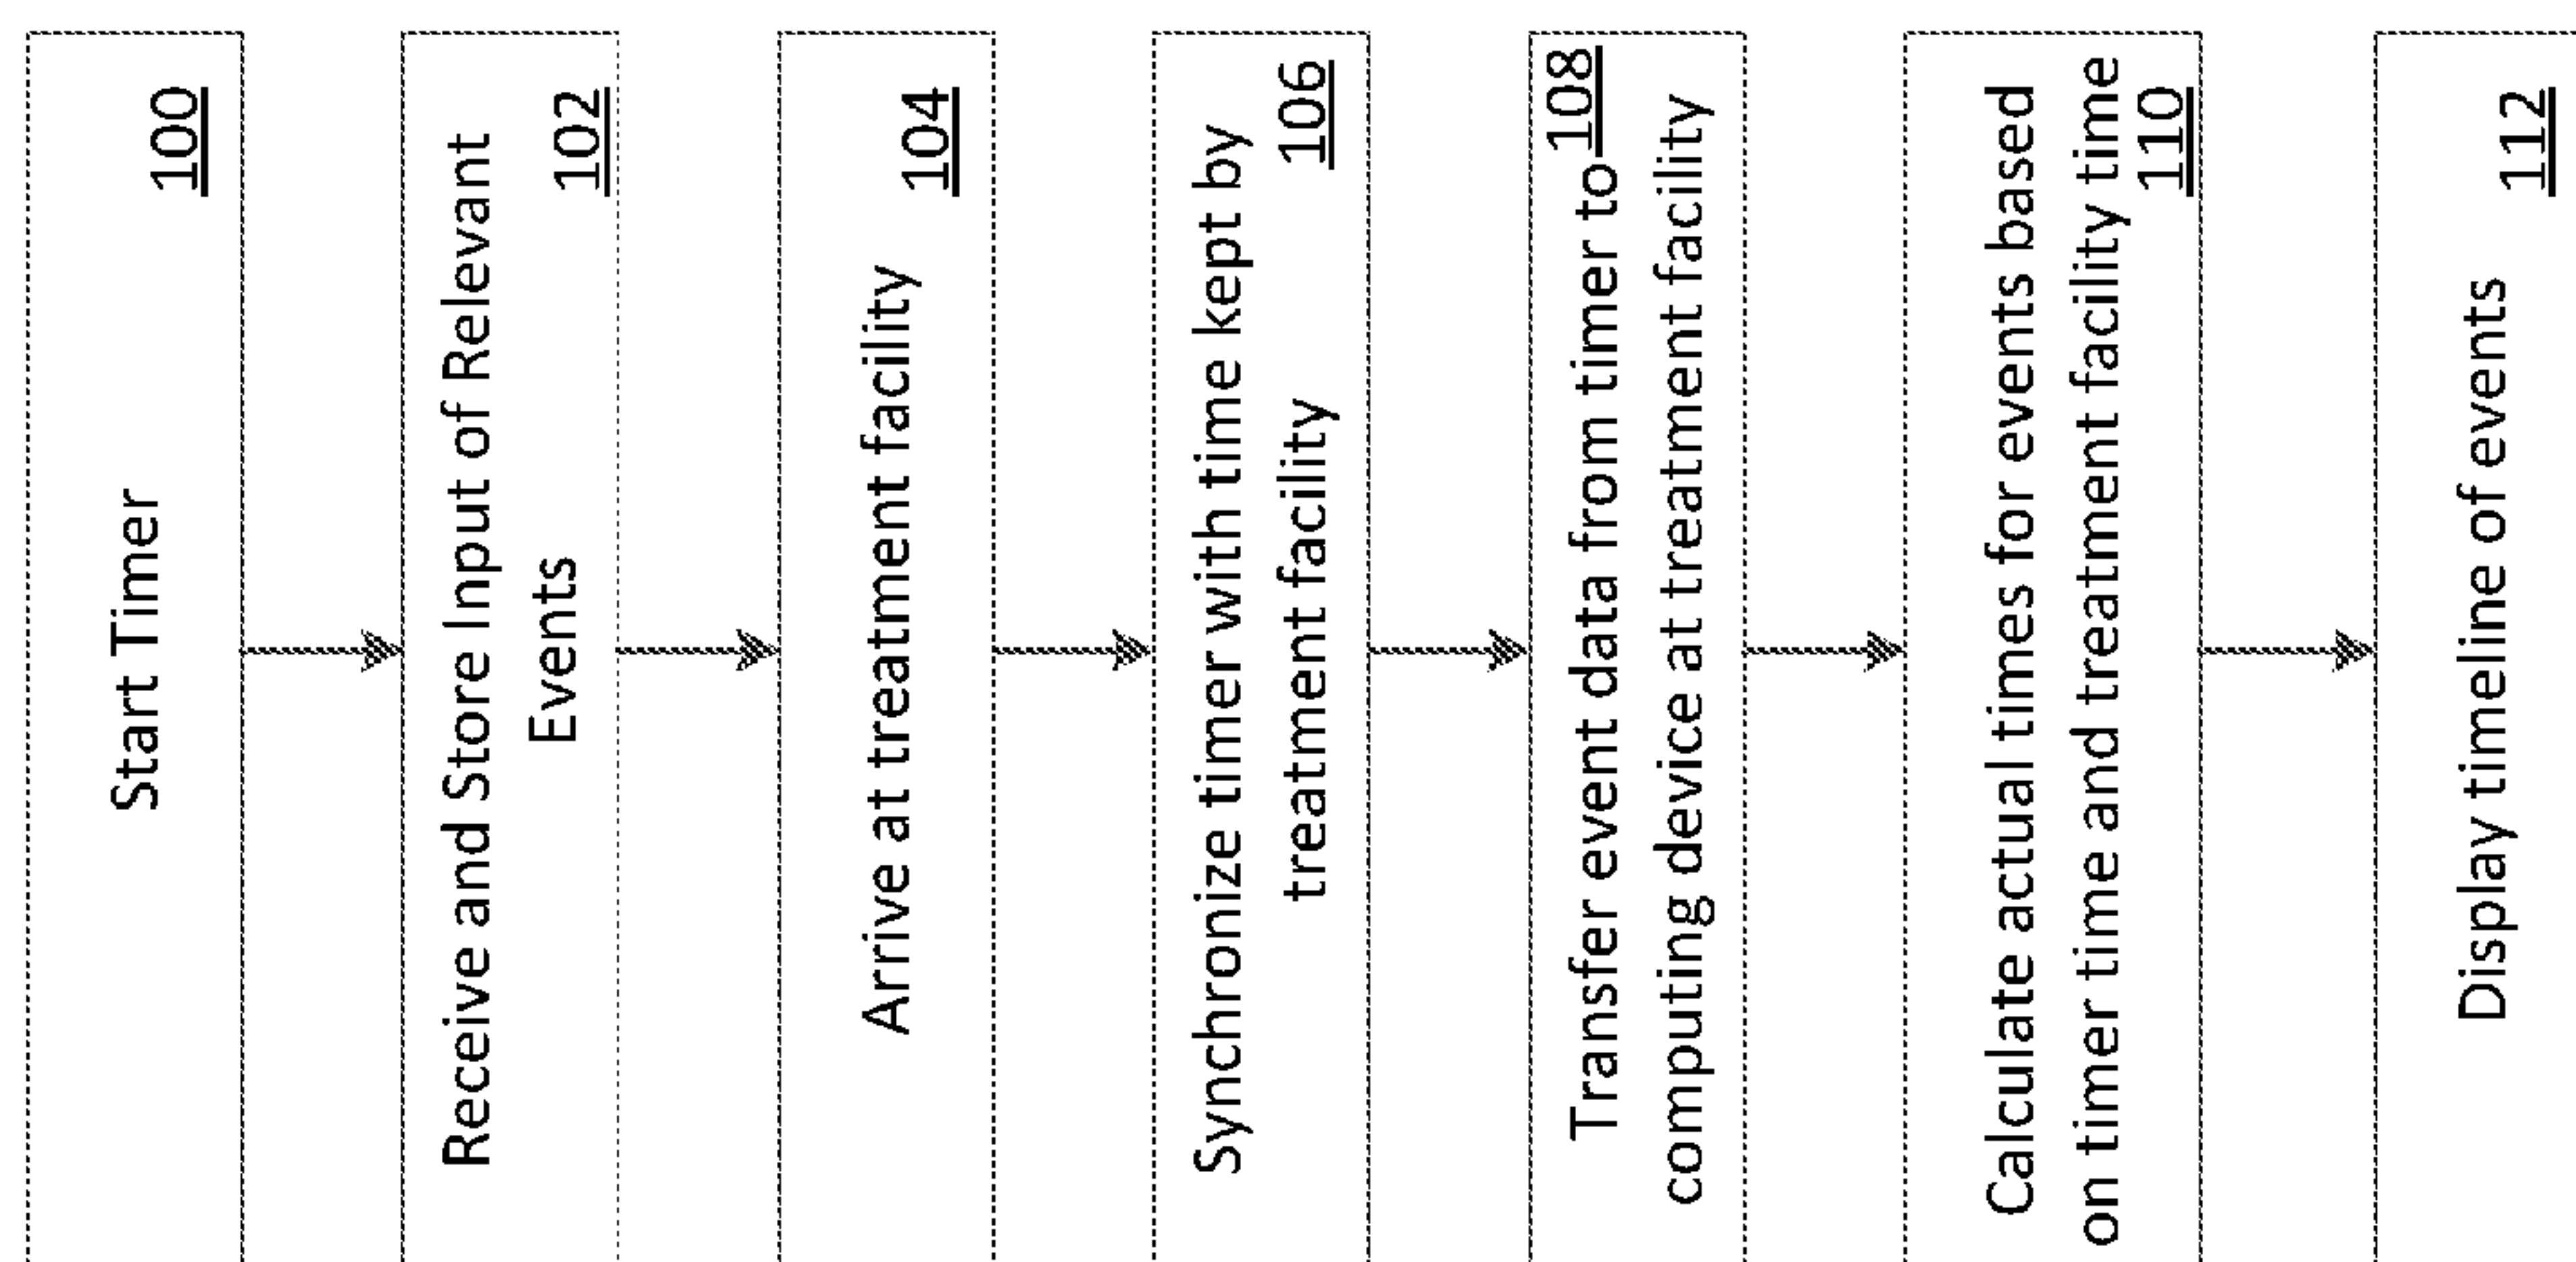 Start Timer
100
Receive and Store Input of Relevant
Events
102
Arrive at treatment facility
104
Synchronize timer with time kept by
treatment facility
106
Transfer event data from timer to
108
computing device at treatment facility
Calculate actual times for events based
on timer time and treatment facility time
110
Display timeline of events
112